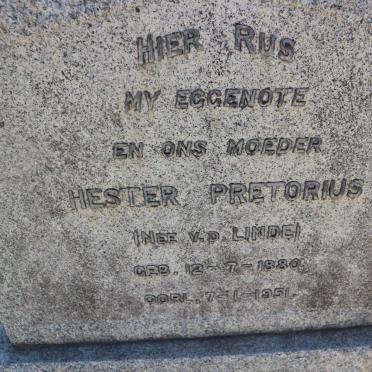 HIER RUS
MY EGGENOTE
EN ONS MOEDER
HESTER PRETORIUS
(NEE V.D. LINDE)
GEB. 12-7-1880.
OORL. 7-1-1951.